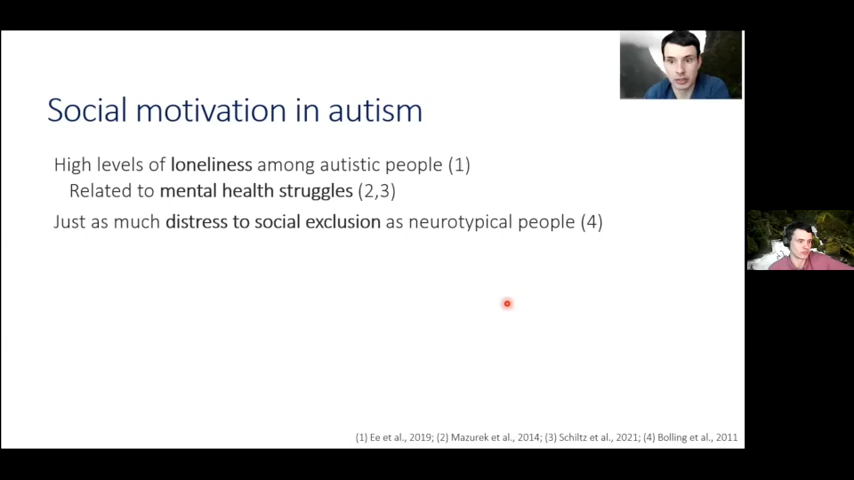 Social motivation in autism
High levels of loneliness among autistic people (1)
Related to mental health struggles (2,3)
Just as much distress to social exclusion as neurotypical people (4)
(1) Ee et al., 2019; (2) Mazurek et al., 2014; (3) Schiltz et al., 2021; (4) Bolling et al., 2011